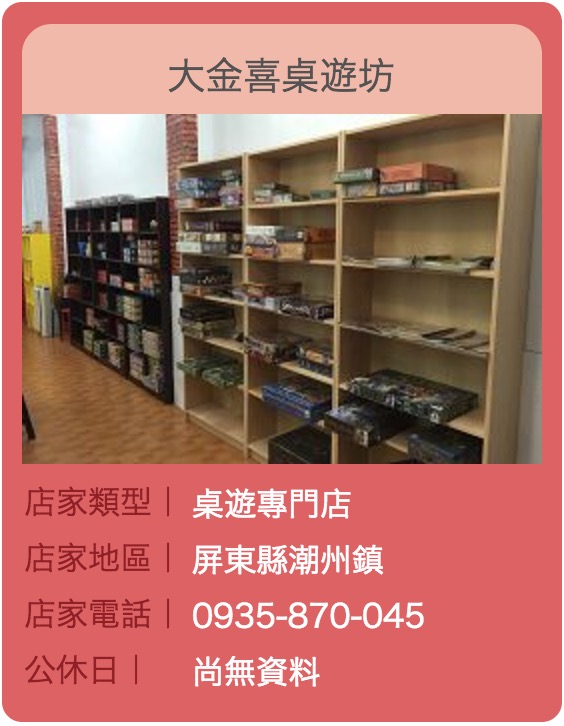 大金喜桌遊坊
店家類型｜ 桌遊專門店
店家地區｜ 屏東縣潮州鎮
店家電話｜ 0935-870-045
公休日｜ 尚無資料